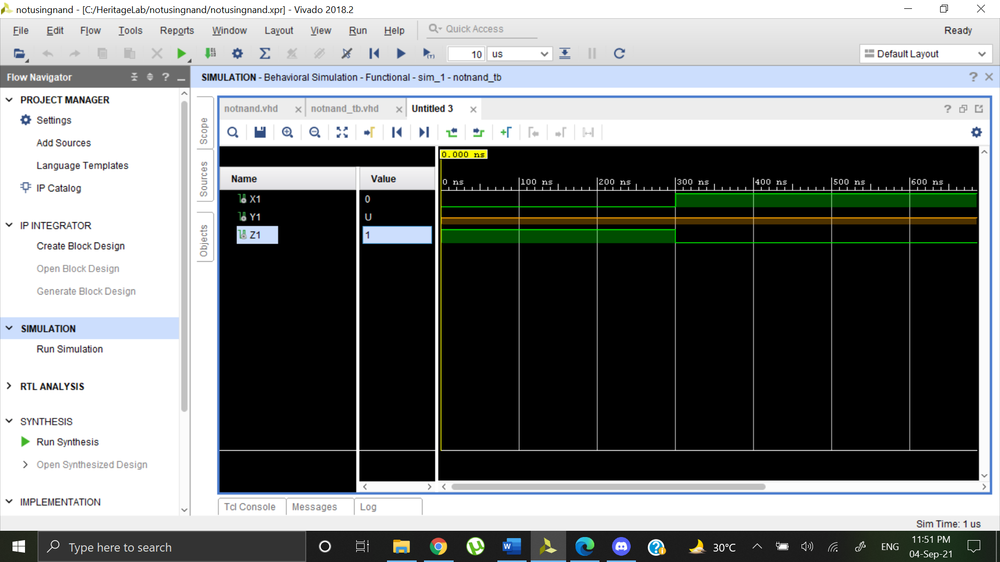 notusingnand - [C:/HeritageLab/notusingnand/notusingnand.xpr] - Vivado 2018.2
File Edit Flow Tools Reports Window Layout View Run Help Quick Access Ready
10 us Default Layout
Flow Navigator
SIMULATION - Behavioral Simulation - Functional - sim_1 - notnand_tb
PROJECT MANAGER
Settings
Add Sources
Language Templates
IP Catalog
IP INTEGRATOR
Create Block Design
Open Block Design
Generate Block Design
SIMULATION
Run Simulation
RTL ANALYSIS
SYNTHESIS
Run Synthesis
Open Synthesized Design
IMPLEMENTATION
Scope
Sources
Objects
notnand.vhd notnand_tb.vhd Untitled 3
0.000 ns
Name Value
0 ns 100 ns 200 ns 300 ns 400 ns 500 ns 600 ns
X1 0
Y1 U
Z1 1
Tcl Console Messages Log
Sim Time: 1 us
Type here to search
30°C
ENG
11:51 PM
04-Sep-21